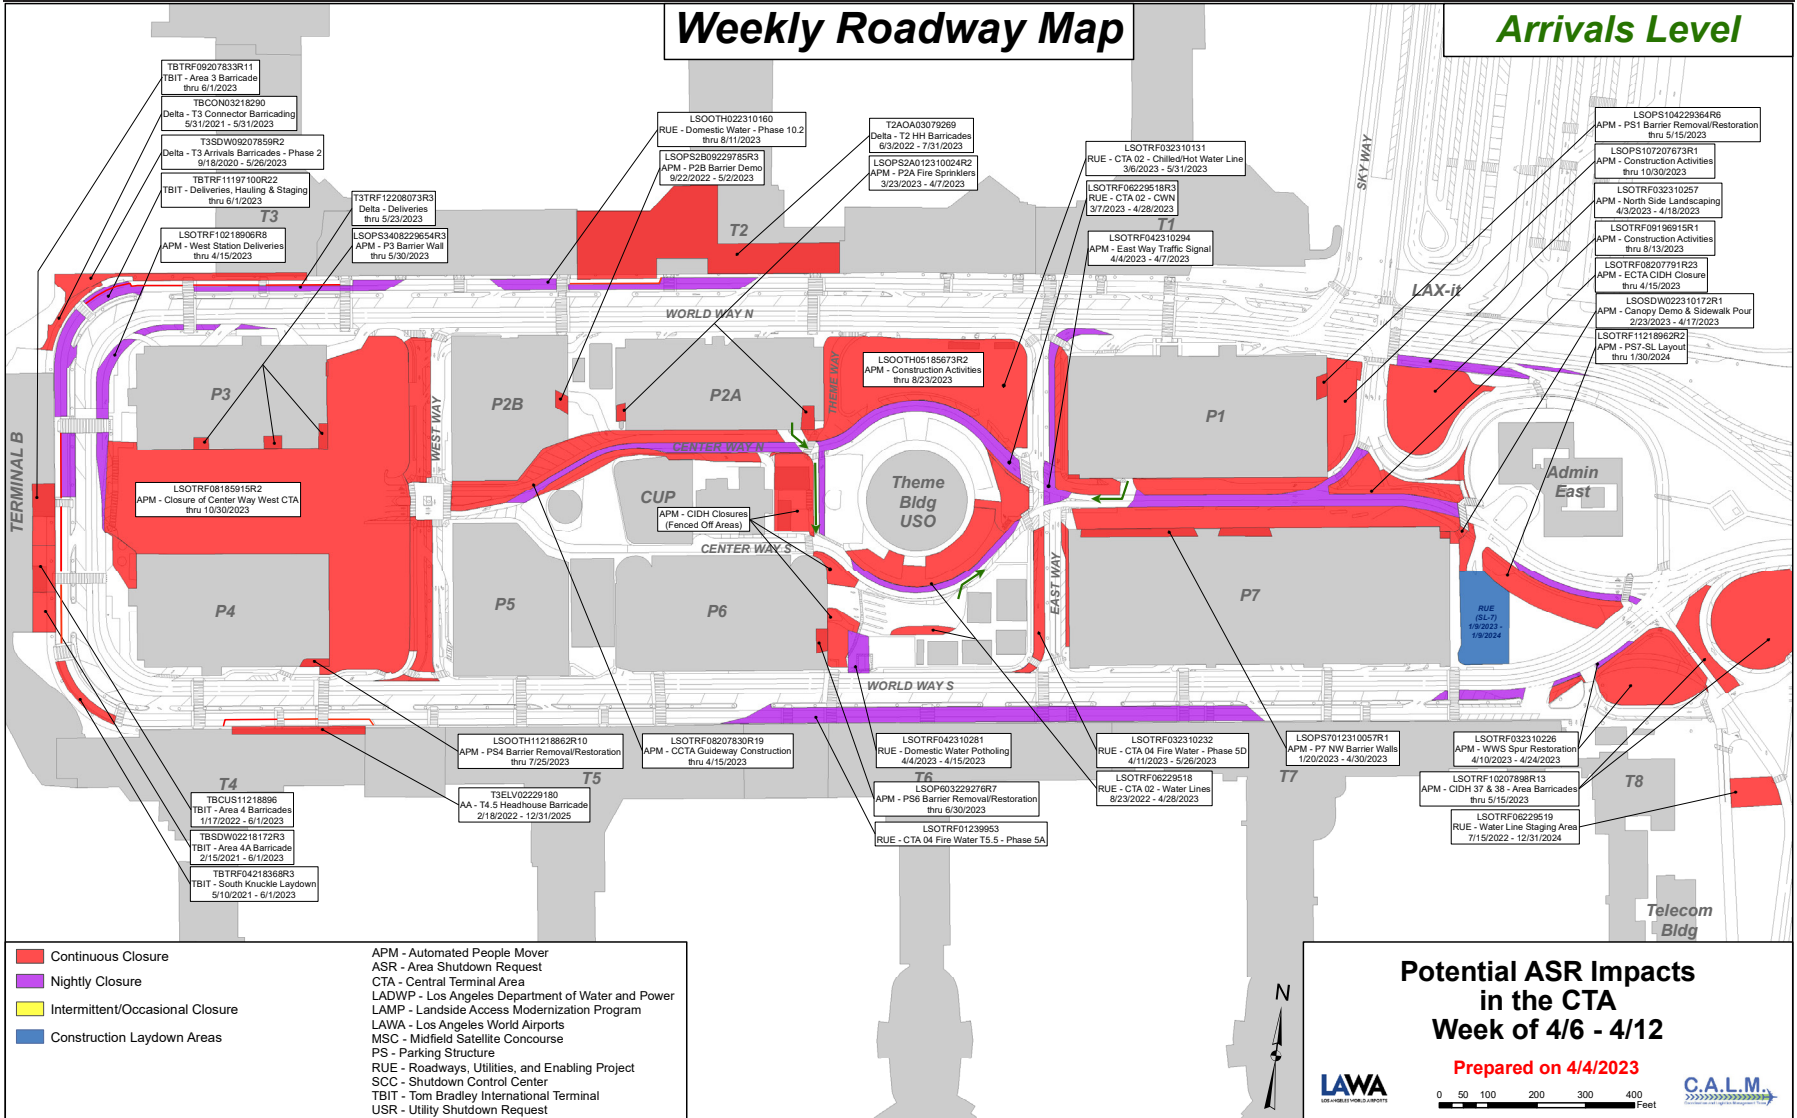 Weekly Roadway Map
Arrivals Level
TBTRF09207833R11
TBIT - Area 3 Barricade
thru 6/1/2023
TBCON03218290
Delta - T3 Connector Barricading
5/31/2021 - 5/31/2023
T3SDW09207859R2
Delta - T3 Arrivals Barricades - Phase 2
9/18/2020 - 5/26/2023
TBTRF11197100R22
TBIT - Deliveries, Hauling & Staging
thru 6/1/2023
LSOTRF10218906R8
APM - West Station Deliveries
thru 4/15/2023
T3TRF12208073R3
Delta - Deliveries
thru 5/23/2023
LSOPS3408229654R3
APM - P3 Barrier Wall
thru 5/30/2023
LSOOTH022310160
RUE - Domestic Water - Phase 10.2
thru 8/11/2023
LSOPS2B09229785R3
APM - P2B Barrier Demo
9/22/2022 - 5/2/2023
T2AOA03079269
Delta - T2 HH Barricades
6/3/2022 - 7/31/2023
LSOPS2A012310024R2
APM - P2A Fire Sprinklers
3/23/2023 - 4/7/2023
LSOTRF032310131
RUE - CTA 02 - Chilled/Hot Water Line
3/6/2023 - 5/31/2023
LSOTRF06229518R3
RUE - CTA 02 - CWN
3/7/2023 - 4/28/2023
LSOTRF042310294
APM - East Way Traffic Signal
4/4/2023 - 4/7/2023
LSOPS104229364R6
APM - PS1 Barrier Removal/Restoration
thru 5/15/2023
LSOPS107207673R1
APM - Construction Activities
thru 10/30/2023
LSOTRF032310257
APM - North Side Landscaping
4/3/2023 - 4/18/2023
LSOTRF09196915R1
APM - Construction Activities
thru 8/13/2023
LSOTRF08207791R23
APM - ECTA CIDH Closure
thru 4/15/2023
LSOSDW022310172R1
APM - Canopy Demo & Sidewalk Pour
2/23/2023 - 4/17/2023
LSOTRF11218962R2
APM - PS7-SL Layout
thru 1/30/2024
T3
T2
T1
SKY WAY
LAX-it
WORLD WAY N
P3
WEST WAY
P2B
P2A
THEME WAY
LSOOTH05185673R2
APM - Construction Activities
thru 8/23/2023
P1
TERMINAL B
CENTER WAY N
LSOTRF08185915R2
APM - Closure of Center Way West CTA
thru 10/30/2023
CUP
APM - CIDH Closures
(Fenced Off Areas)
Theme
Bldg
USO
Admin
East
CENTER WAY S
EAST WAY
P4
P5
P6
P7
RUE
(SL-7)
1/9/2023 -
1/9/2024
WORLD WAY S
LSOOTH11218862R10
APM - PS4 Barrier Removal/Restoration
thru 7/25/2023
LSOTRF08207830R19
APM - CCTA Guideway Construction
thru 4/15/2023
LSOTRF042310281
RUE - Domestic Water Potholing
4/4/2023 - 4/15/2023
LSOTRF032310232
RUE - CTA 04 Fire Water - Phase 5D
4/11/2023 - 5/26/2023
LSOPS7012310057R1
APM - P7 NW Barrier Walls
1/20/2023 - 4/30/2023
LSOTRF032310226
APM - WWS Spur Restoration
4/10/2023 - 4/24/2023
T4
T5
T6
T7
T8
TBCUS11218896
TBIT - Area 4 Barricades
1/17/2022 - 6/1/2023
T3ELV02229180
AA - T4.5 Headhouse Barricade
2/18/2022 - 12/31/2025
LSOP603229276R7
APM - PS6 Barrier Removal/Restoration
thru 6/30/2023
LSOTRF06229518
RUE - CTA 02 - Water Lines
8/23/2022 - 4/28/2023
LSOTRF10207898R13
APM - CIDH 37 & 38 - Area Barricades
thru 5/15/2023
TBSDW02218172R3
TBIT - Area 4A Barricade
2/15/2021 - 6/1/2023
LSOTRF01239953
RUE - CTA 04 Fire Water T5.5 - Phase 5A
LSOTRF06229519
RUE - Water Line Staging Area
7/15/2022 - 12/31/2024
TBTRF04218368R3
TBIT - South Knuckle Laydown
5/10/2021 - 6/1/2023
Telecom
Bldg
Continuous Closure
Nightly Closure
Intermittent/Occasional Closure
Construction Laydown Areas
APM - Automated People Mover
ASR - Area Shutdown Request
CTA - Central Terminal Area
LADWP - Los Angeles Department of Water and Power
LAMP - Landside Access Modernization Program
LAWA - Los Angeles World Airports
MSC - Midfield Satellite Concourse
PS - Parking Structure
RUE - Roadways, Utilities, and Enabling Project
SCC - Shutdown Control Center
TBIT - Tom Bradley International Terminal
USR - Utility Shutdown Request
N
Potential ASR Impacts
in the CTA
Week of 4/6 - 4/12
Prepared on 4/4/2023
LAWA
LOS ANGELES WORLD AIRPORTS
0 50 100 200 300 400
Feet
C.A.L.M.